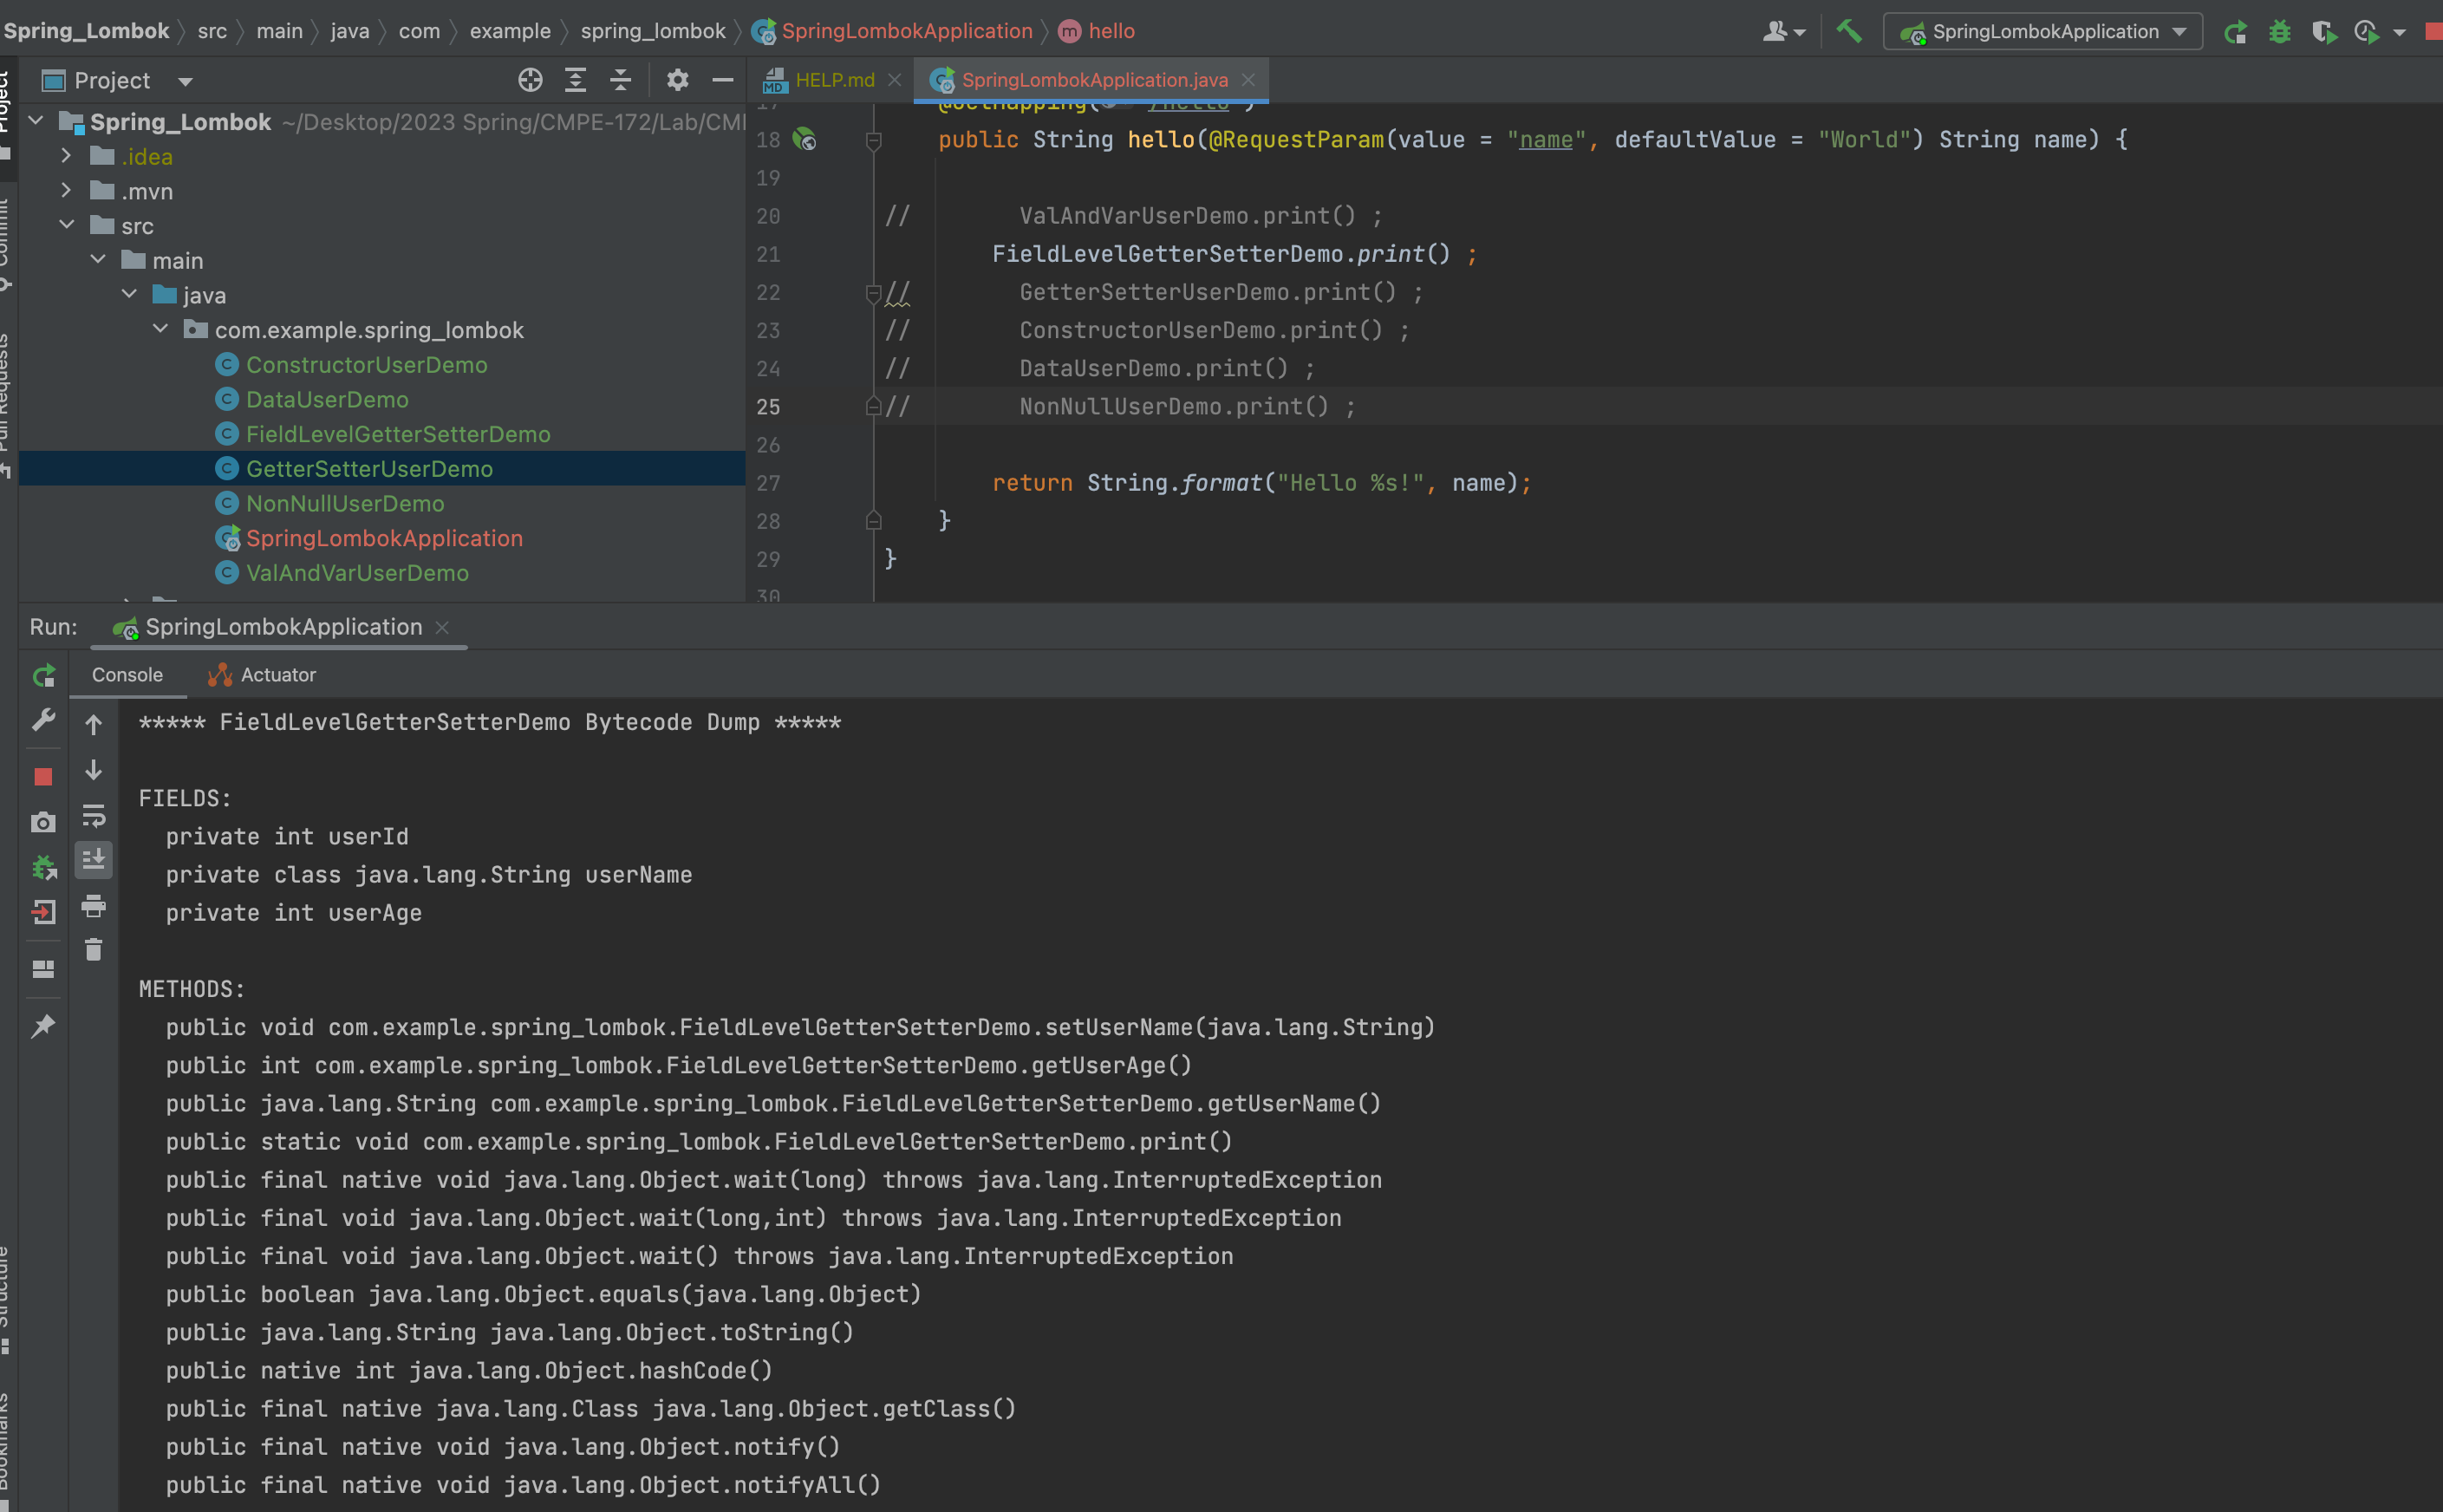 Spring_Lombok src main java com example spring_lombok SpringLombokApplication m hello
SpringLombokApplication
Project
HELP.md
SpringLombokApplication.java
Project
Commit
Pull Requests
Structure
Bookmarks
Spring_Lombok ~/Desktop/2023 Spring/CMPE-172/Lab/CM
.idea
.mvn
src
main
java
com.example.spring_lombok
ConstructorUserDemo
DataUserDemo
FieldLevelGetterSetterDemo
GetterSetterUserDemo
NonNullUserDemo
SpringLombokApplication
ValAndVarUserDemo
17 @GetMapping("/hello")
18 public String hello(@RequestParam(value = "name", defaultValue = "World") String name) {
19
20 // ValAndVarUserDemo.print() ;
21 FieldLevelGetterSetterDemo.print() ;
22 // GetterSetterUserDemo.print() ;
23 // ConstructorUserDemo.print() ;
24 // DataUserDemo.print() ;
25 // NonNullUserDemo.print() ;
26
27 return String.format("Hello %s!", name);
28 }
29 }
30
Run: SpringLombokApplication
Console Actuator
***** FieldLevelGetterSetterDemo Bytecode Dump *****
FIELDS:
private int userId
private class java.lang.String userName
private int userAge
METHODS:
public void com.example.spring_lombok.FieldLevelGetterSetterDemo.setUserName(java.lang.String)
public int com.example.spring_lombok.FieldLevelGetterSetterDemo.getUserAge()
public java.lang.String com.example.spring_lombok.FieldLevelGetterSetterDemo.getUserName()
public static void com.example.spring_lombok.FieldLevelGetterSetterDemo.print()
public final native void java.lang.Object.wait(long) throws java.lang.InterruptedException
public final void java.lang.Object.wait(long,int) throws java.lang.InterruptedException
public final void java.lang.Object.wait() throws java.lang.InterruptedException
public boolean java.lang.Object.equals(java.lang.Object)
public java.lang.String java.lang.Object.toString()
public native int java.lang.Object.hashCode()
public final native java.lang.Class java.lang.Object.getClass()
public final native void java.lang.Object.notify()
public final native void java.lang.Object.notifyAll()